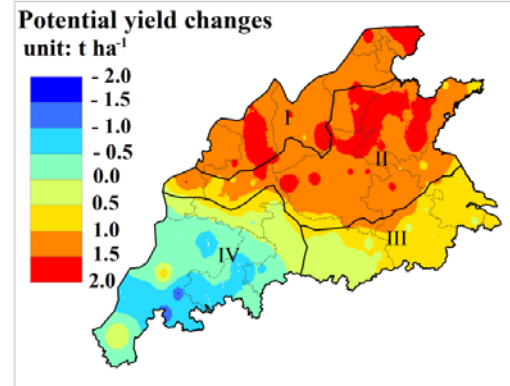 Potential yield changes
unit: t ha⁻¹
- 2.0
- 1.5
- 1.0
- 0.5
0.0
0.5
1.0
1.5
2.0
I
II
III
IV